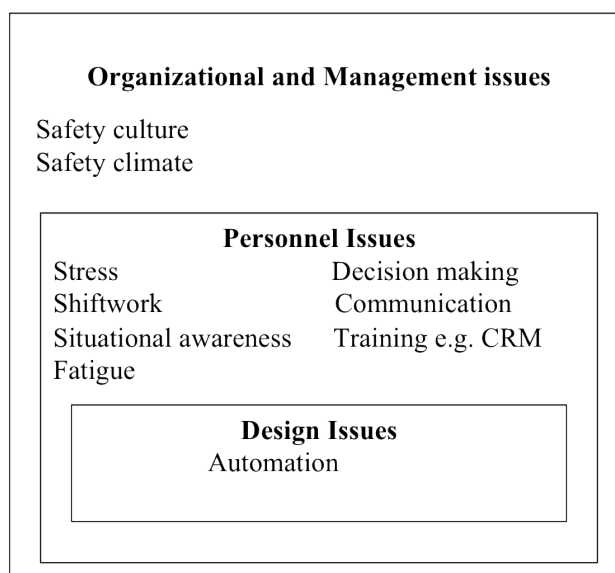 Organizational and Management issues
Safety culture
Safety climate
Personnel Issues
Stress Decision making
Shiftwork Communication
Situational awareness Training e.g. CRM
Fatigue
Design Issues
Automation